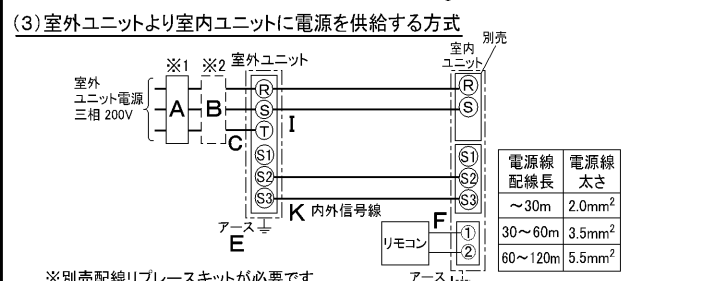 (3)室外ユニットより室内ユニットに電源を供給する方式
※1 ※2 室外ユニット
室内
ユニット
別売
室外
ユニット電源
三相 200V
A B C
R
S
T
S1
S2
S3
I
K 内外信号線
アース
E
R
S
S1
S2
S3
F
リモコン
1
2
アース
電源線
配線長
電源線
太さ
～30m 2.0mm²
30～60m 3.5mm²
60～120m 5.5mm²
※別売配線リプレースキットが必要です